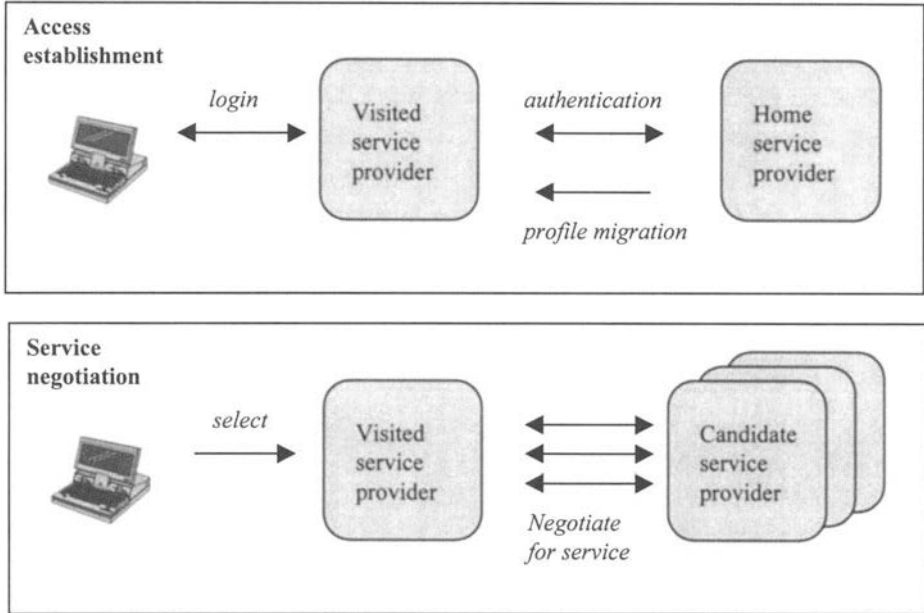 Access
establishment
login
Visited
service
provider
authentication
profile migration
Home
service
provider
Service
negotiation
select
Visited
service
provider
Negotiate
for service
Candidate
service
provider